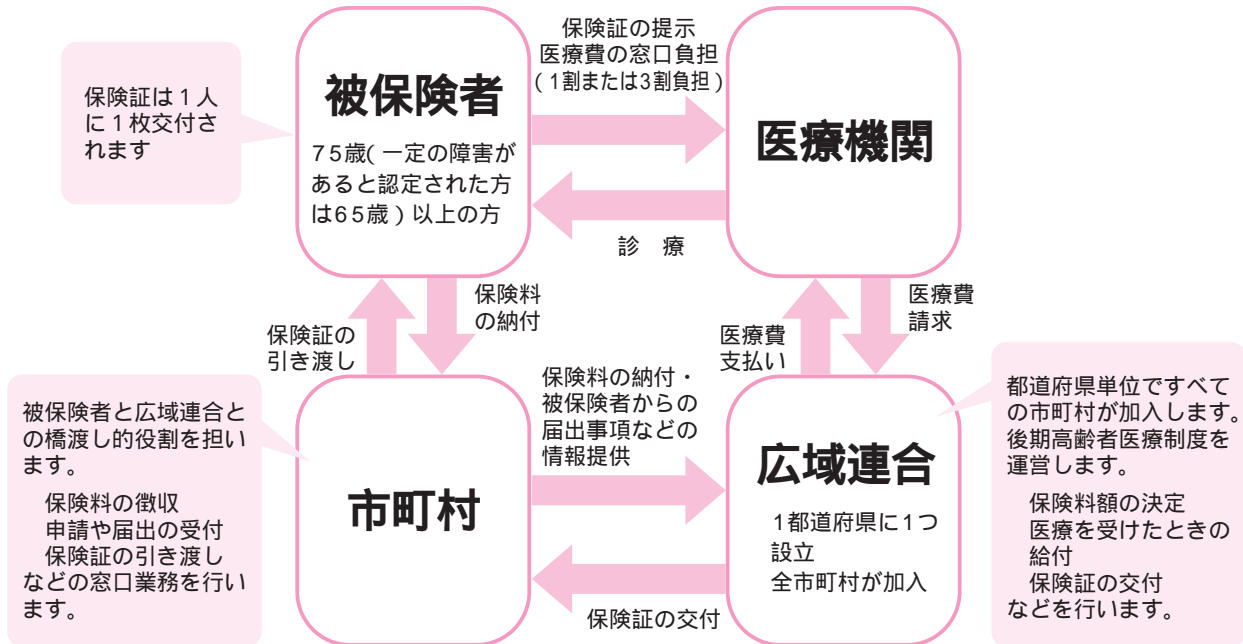 保険証は1人
に1枚交付さ
れます
被保険者
75歳(一定の障害が
あると認定された方
は65歳)以上の方
保険証の提示
医療費の窓口負担
(1割または3割負担)
医療機関
診 療
保険証の
引き渡し
保険料
の納付
医療費
支払い
医療費
請求
被保険者と広域連合と
の橋渡し的役割を担い
ます。
保険料の徴収
申請や届出の受付
保険証の引き渡し
などの窓口業務を行い
ます。
市町村
保険料の納付・
被保険者からの
届出事項などの
情報提供
保険証の交付
広域連合
1都道府県に1つ
設立
全市町村が加入
都道府県単位ですべて
の市町村が加入します。
後期高齢者医療制度を
運営します。
保険料額の決定
医療を受けたときの
給付
保険証の交付
などを行います。